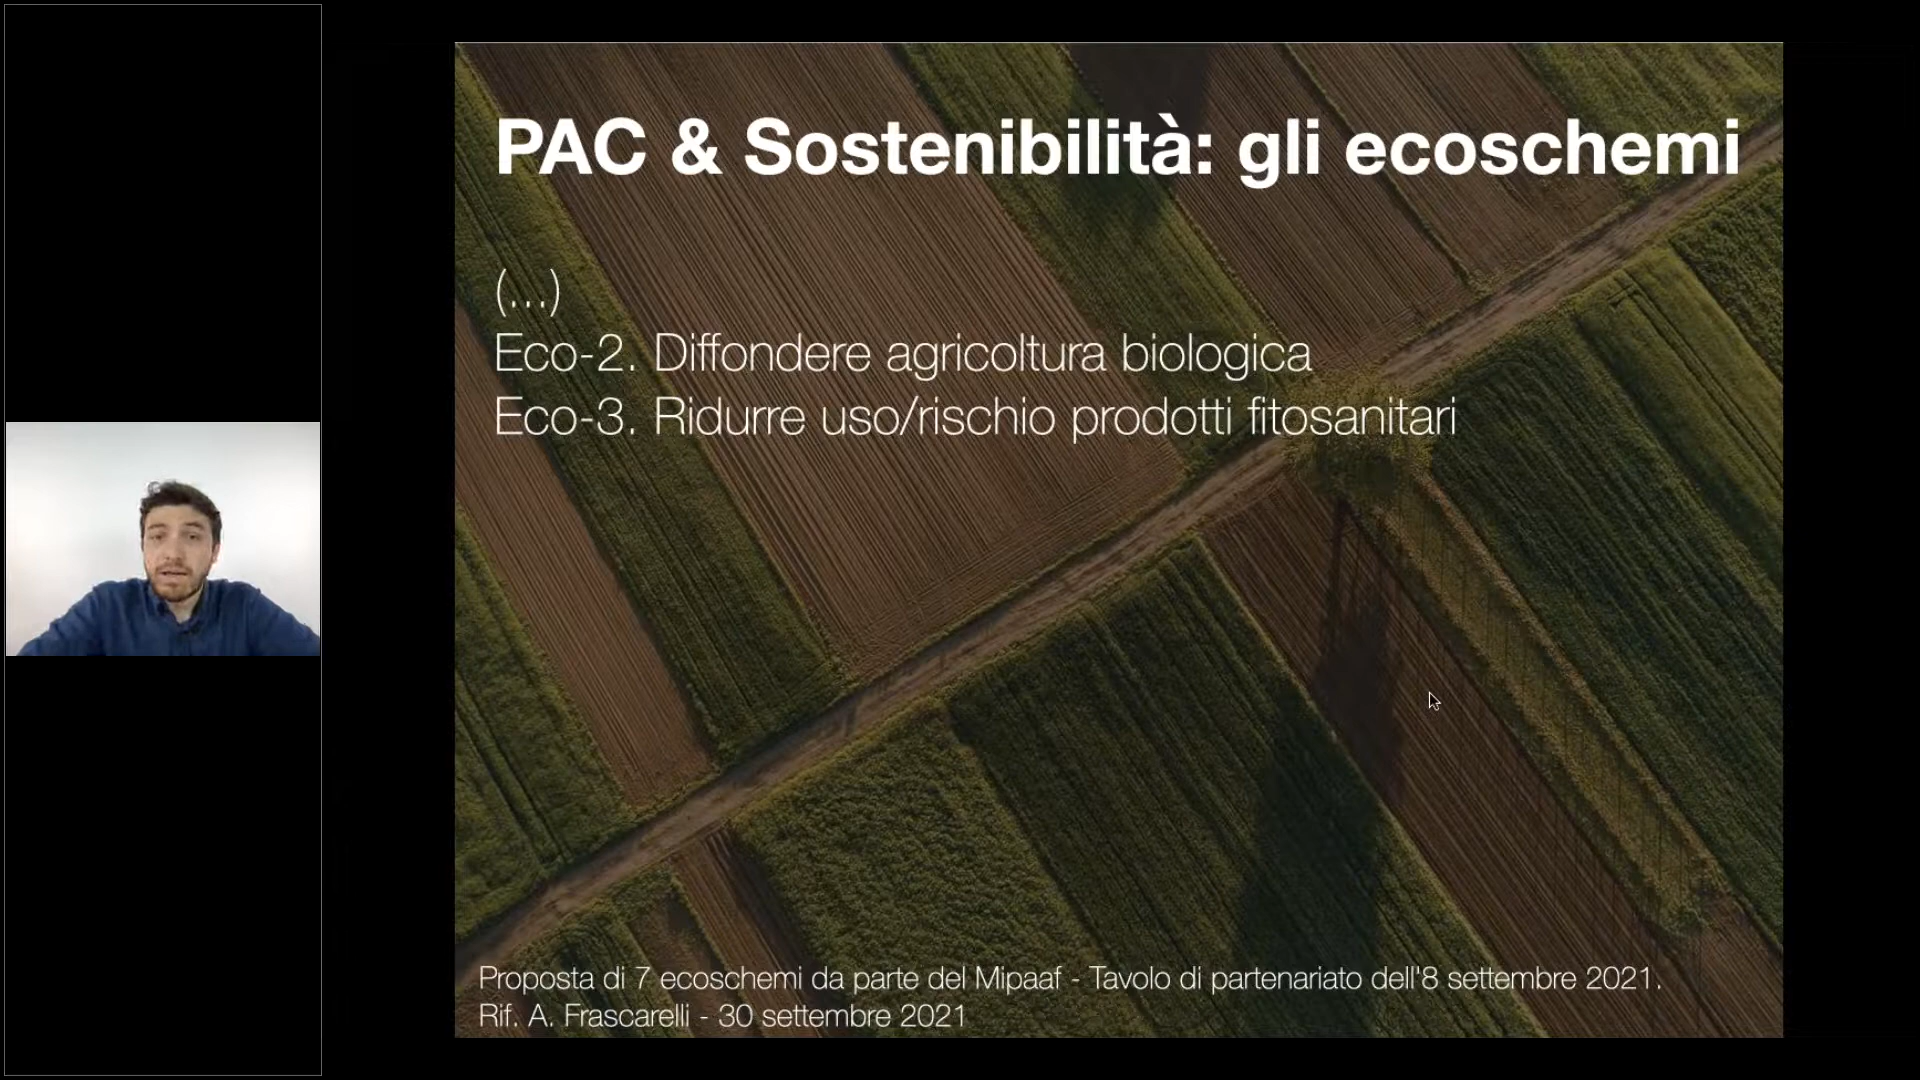 PAC & Sostenibilità: gli ecoschemi
(...)
Eco-2. Diffondere agricoltura biologica
Eco-3. Ridurre uso/rischio prodotti fitosanitari
Proposta di 7 ecoschemi da parte del Mipaaf - Tavolo di partenariato dell'8 settembre 2021.
Rif. A. Frascarelli - 30 settembre 2021